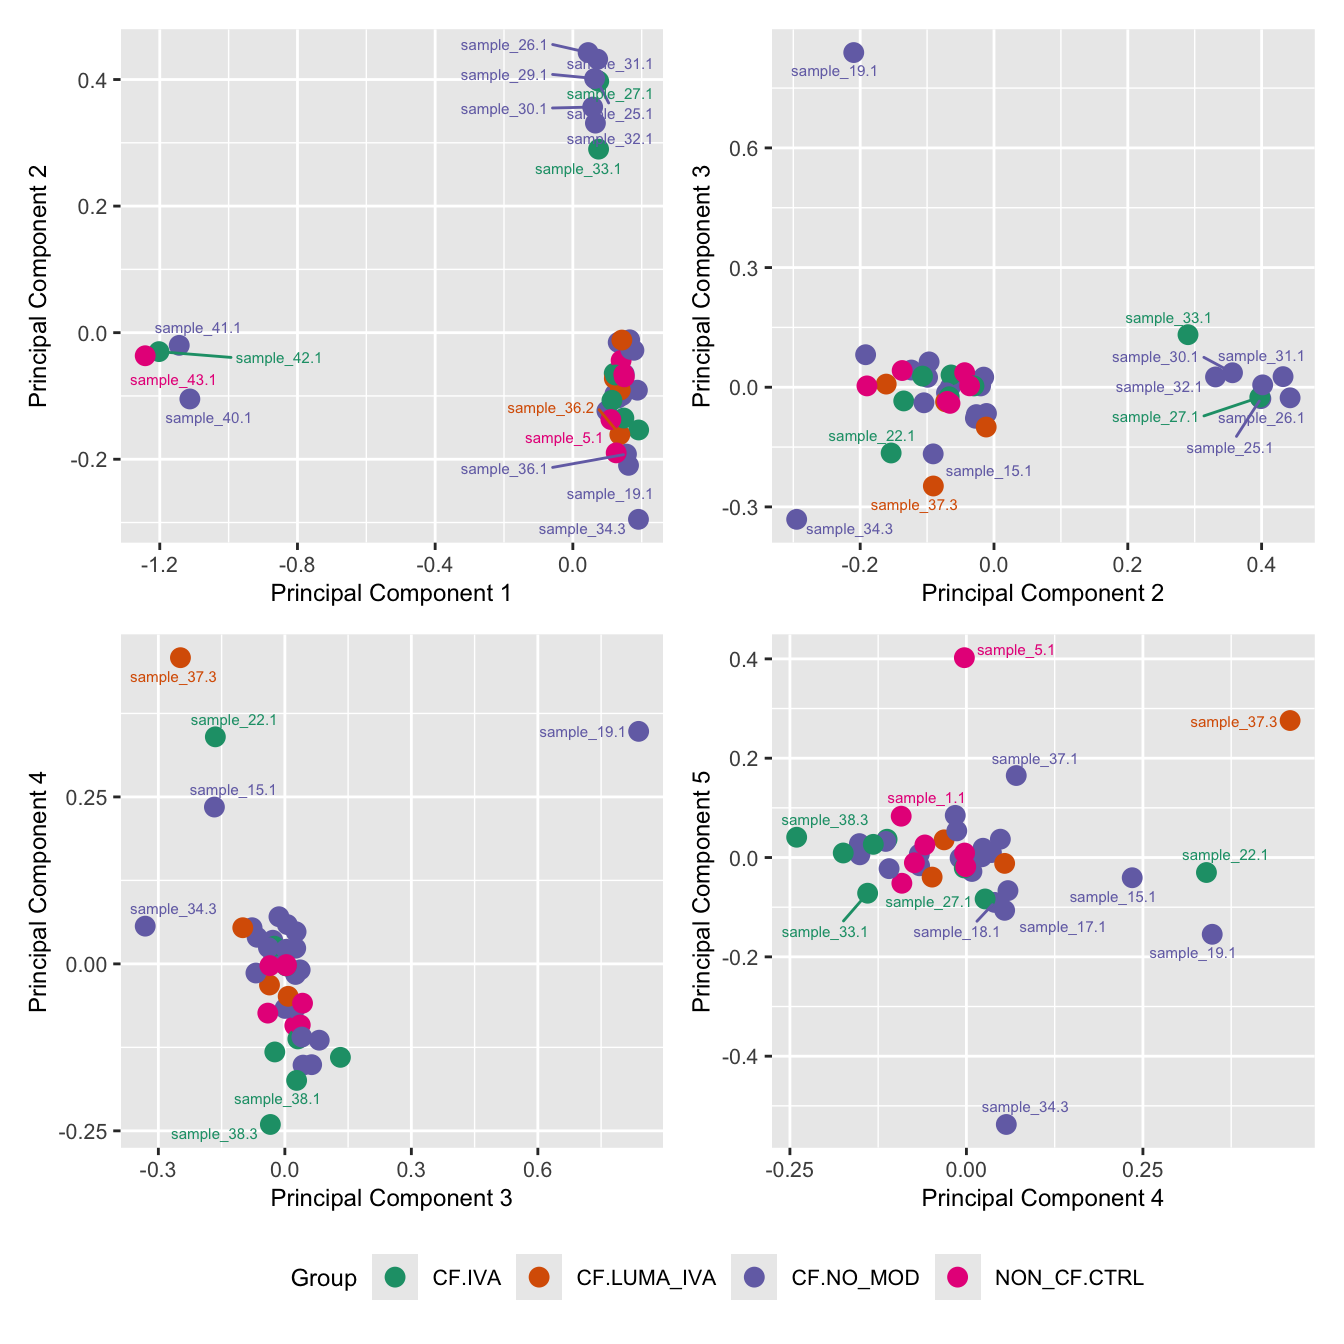 sample_26.1
sample_31.1
sample_29.1
sample_27.1
sample_30.1
sample_25.1
sample_32.1
sample_33.1
sample_41.1
sample_42.1
sample_43.1
sample_40.1
sample_36.2
sample_5.1
sample_36.1
sample_19.1
sample_34.3
0.4
0.2
0.0
-0.2
-1.2 -0.8 -0.4 0.0
Principal Component 1
Principal Component 2
sample_19.1
sample_33.1
sample_30.1 sample_31.1
sample_32.1
sample_27.1 sample_26.1
sample_25.1
sample_22.1
sample_15.1
sample_37.3
sample_34.3
0.6
0.3
0.0
-0.3
-0.2 0.0 0.2 0.4
Principal Component 2
Principal Component 3
sample_37.3
sample_22.1
sample_19.1
sample_15.1
sample_34.3
sample_38.1
sample_38.3
0.25
0.00
-0.25
-0.3 0.0 0.3 0.6
Principal Component 3
Principal Component 4
sample_5.1
sample_37.3
sample_37.1
sample_1.1
sample_38.3
sample_22.1
sample_15.1
sample_27.1
sample_33.1 sample_18.1 sample_17.1
sample_19.1
sample_34.3
0.4
0.2
0.0
-0.2
-0.4
-0.25 0.00 0.25
Principal Component 4
Principal Component 5
Group CF.IVA CF.LUMA_IVA CF.NO_MOD NON_CF.CTRL